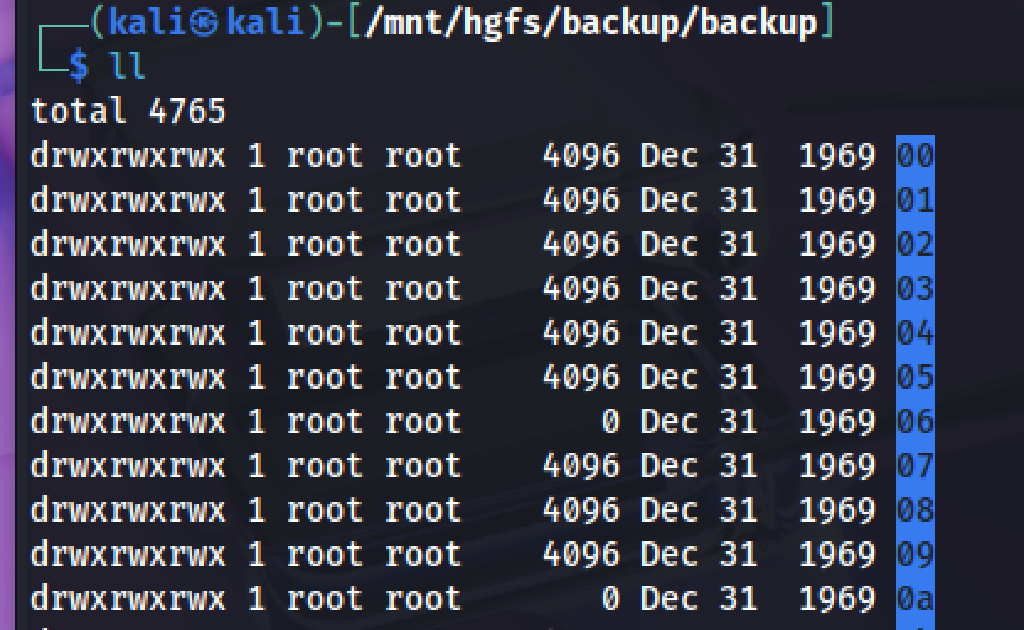 ┌──(kali㉿kali)-[/mnt/hgfs/backup/backup]
└─$ ll
total 4765
drwxrwxrwx 1 root root    4096 Dec 31  1969 00
drwxrwxrwx 1 root root    4096 Dec 31  1969 01
drwxrwxrwx 1 root root    4096 Dec 31  1969 02
drwxrwxrwx 1 root root    4096 Dec 31  1969 03
drwxrwxrwx 1 root root    4096 Dec 31  1969 04
drwxrwxrwx 1 root root    4096 Dec 31  1969 05
drwxrwxrwx 1 root root       0 Dec 31  1969 06
drwxrwxrwx 1 root root    4096 Dec 31  1969 07
drwxrwxrwx 1 root root    4096 Dec 31  1969 08
drwxrwxrwx 1 root root    4096 Dec 31  1969 09
drwxrwxrwx 1 root root       0 Dec 31  1969 0a